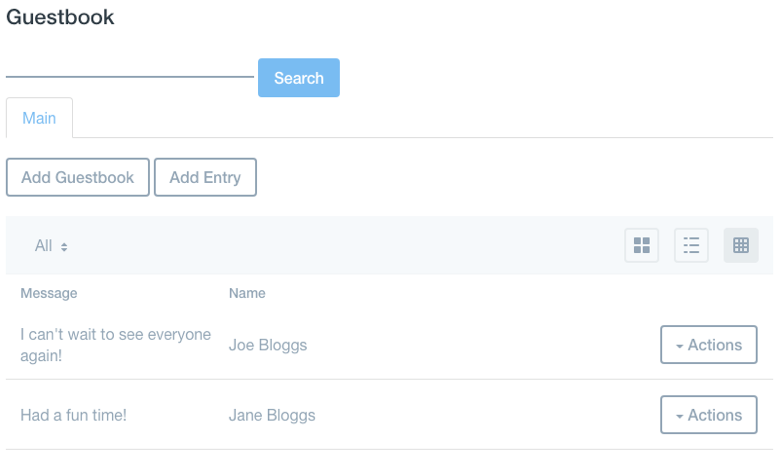 Guestbook
Search
Main
Add Guestbook Add Entry
All
Message Name
I can't wait to see everyone
again!
Joe Bloggs
Actions
Had a fun time! Jane Bloggs Actions